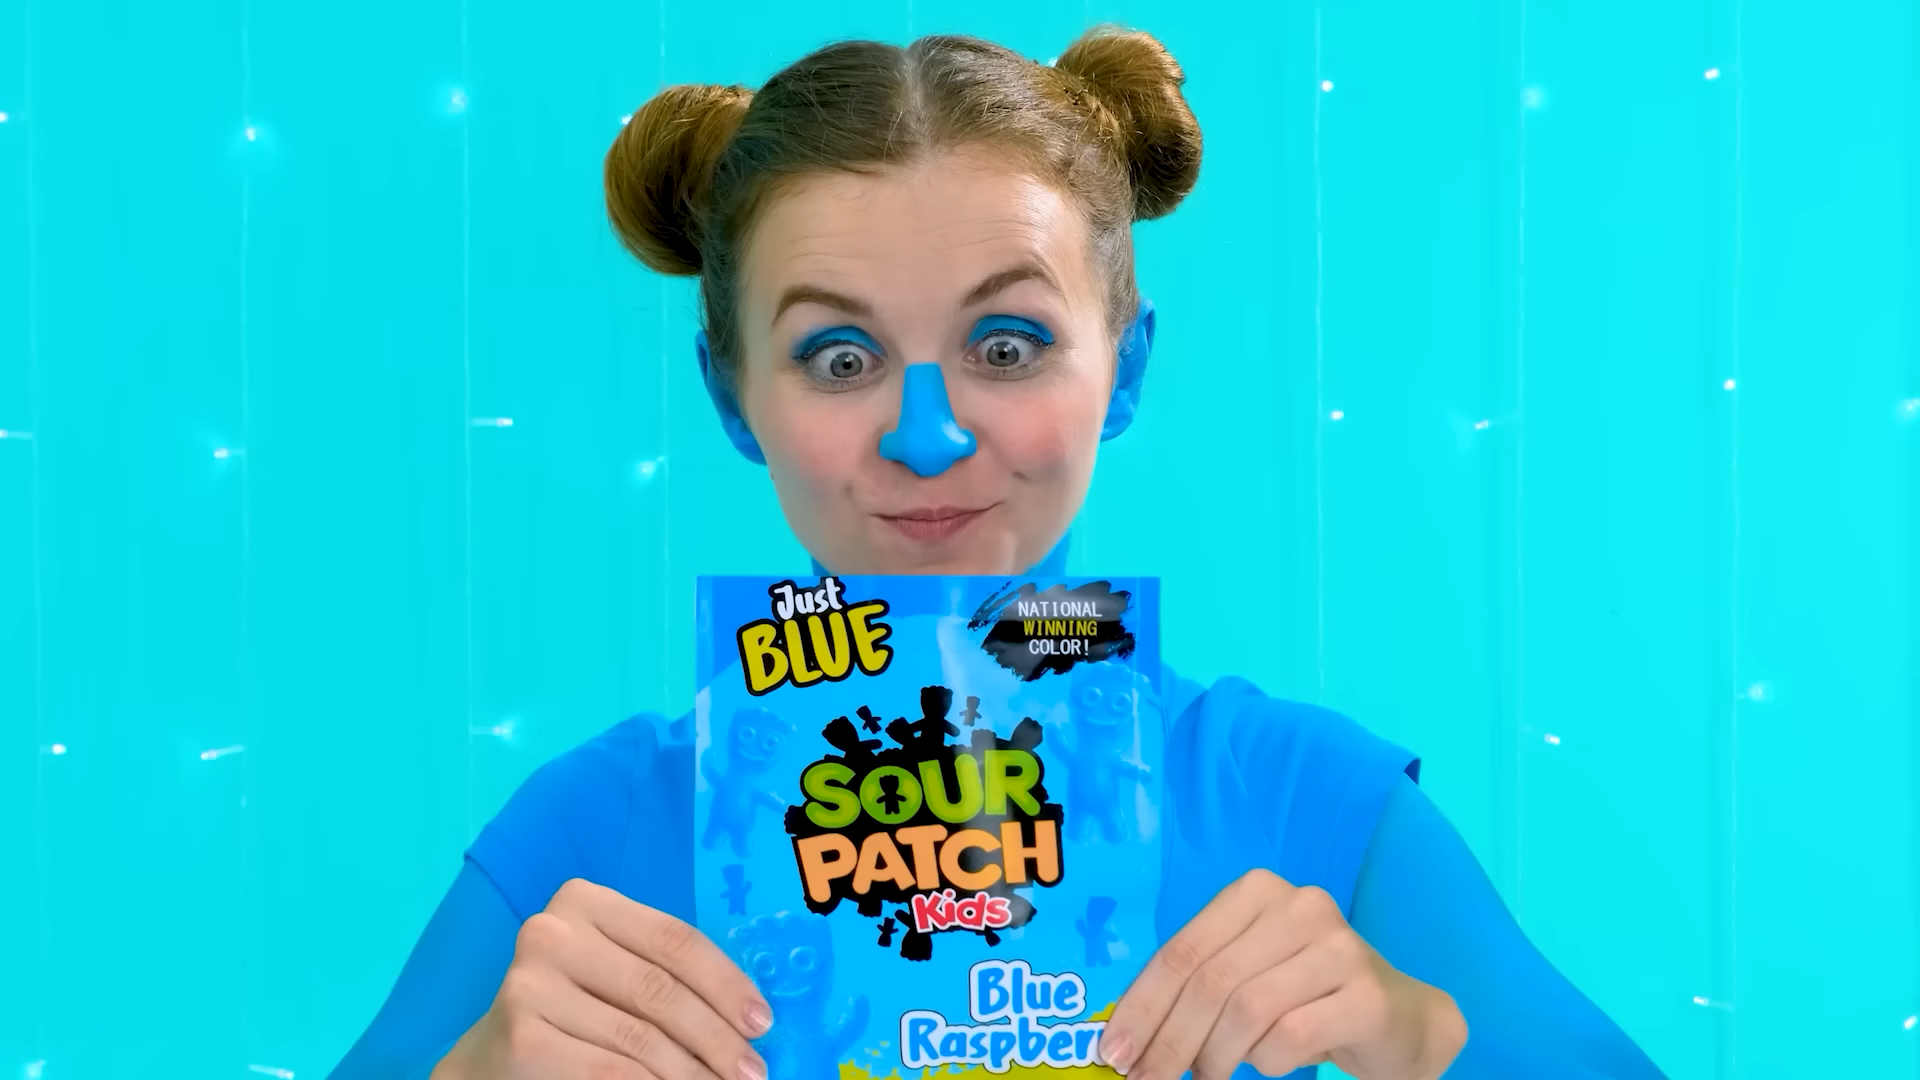 Just
BLUE
NATIONAL
WINNING
COLOR!
SOUR
PATCH
Kids
Blue